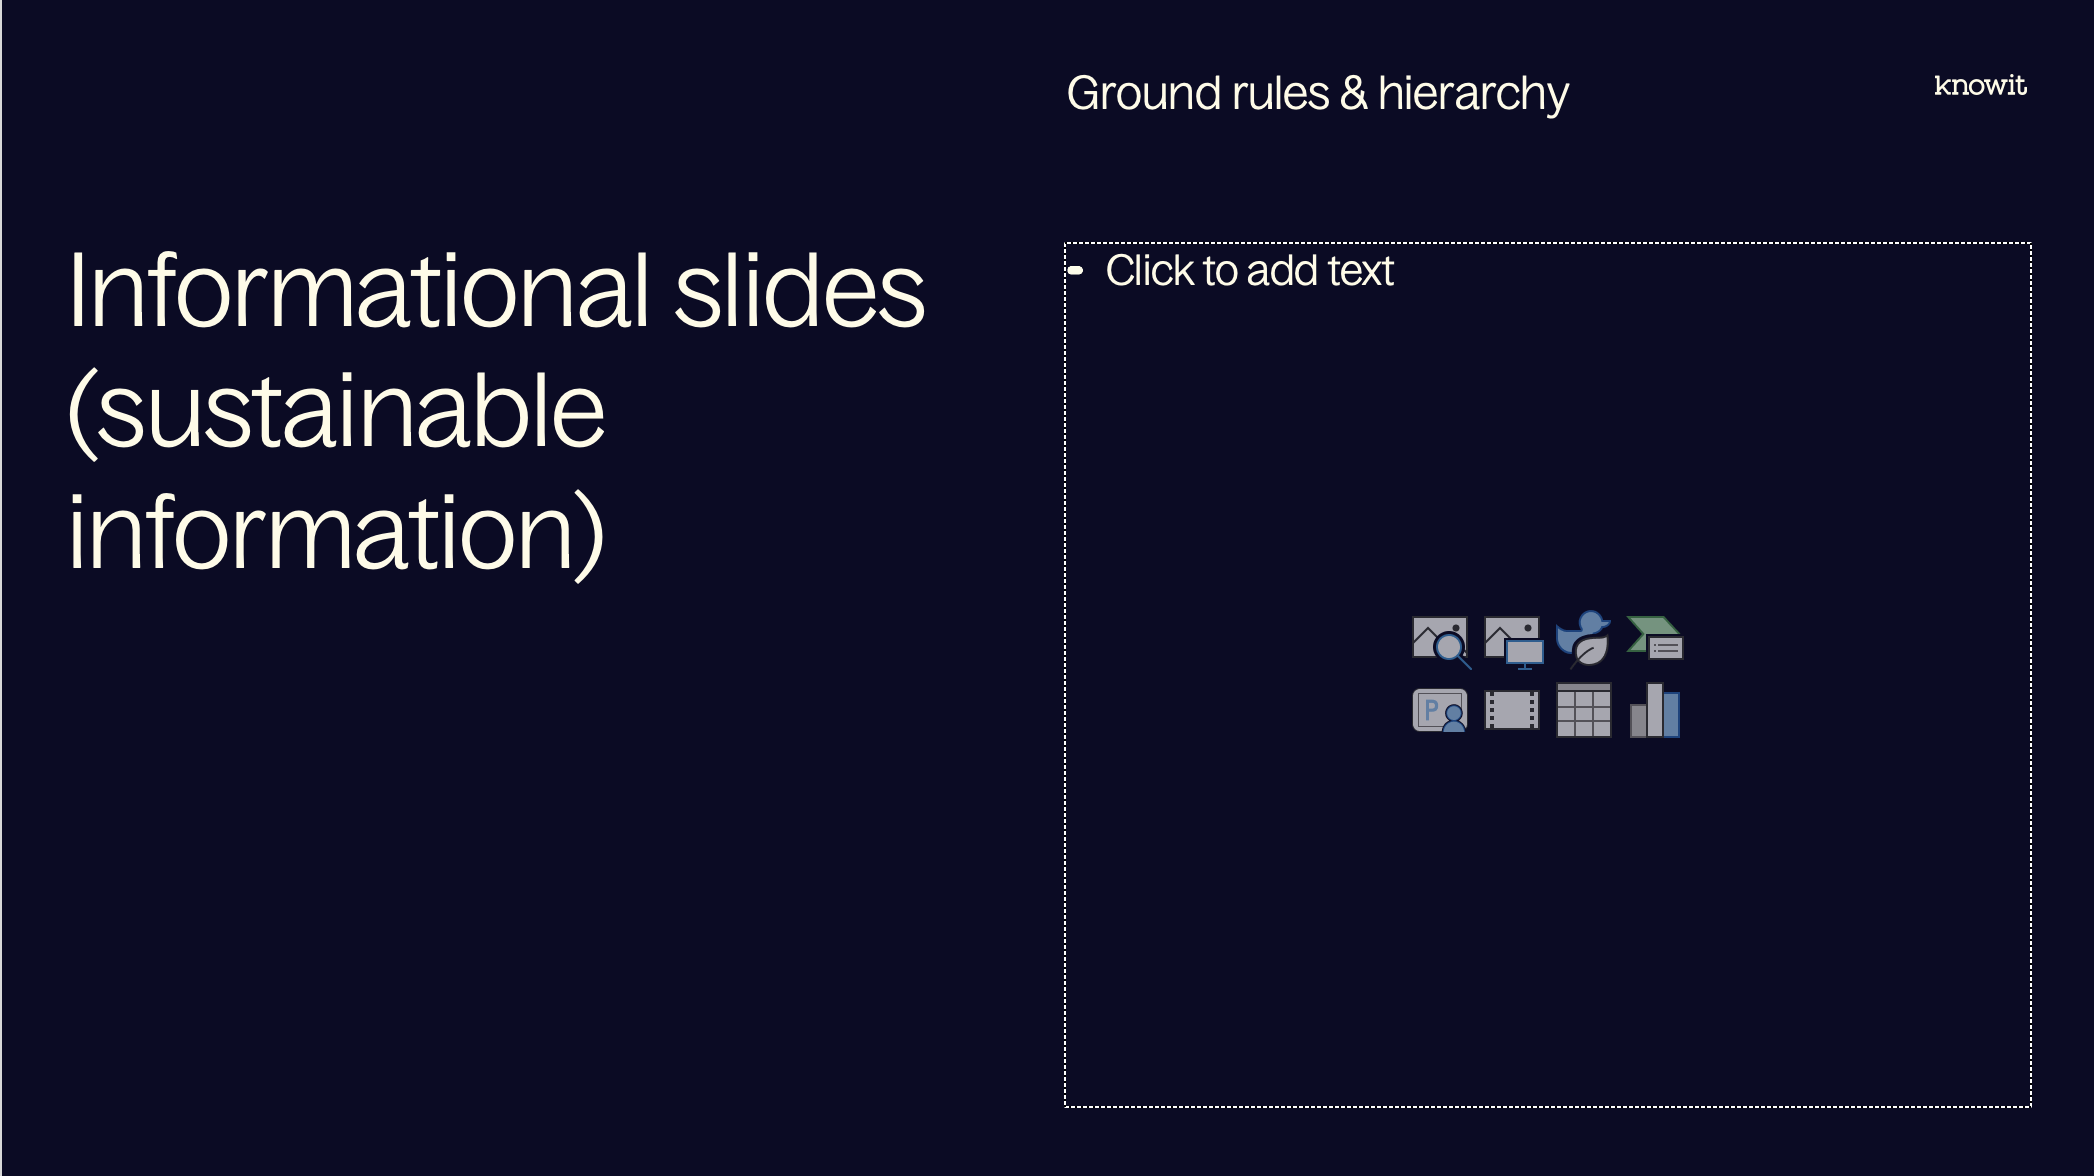 Ground rules & hierarchy
knowit
Informational slides
(sustainable
information)
Click to add text
P